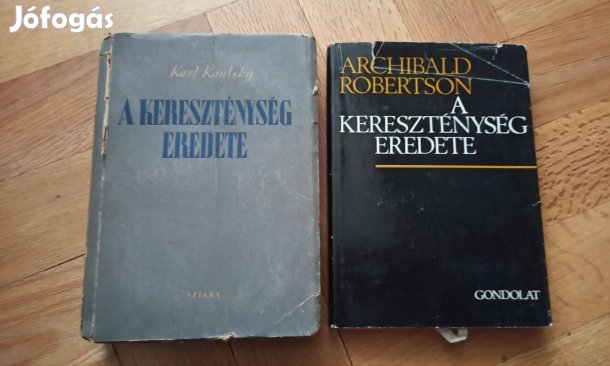 Jófogás
Karl Kautsky
A KERESZTÉNYSÉG
EREDETE
SZIKRA
ARCHIBALD
ROBERTSON
A
KERESZTÉNYSÉG
EREDETE
GONDOLAT